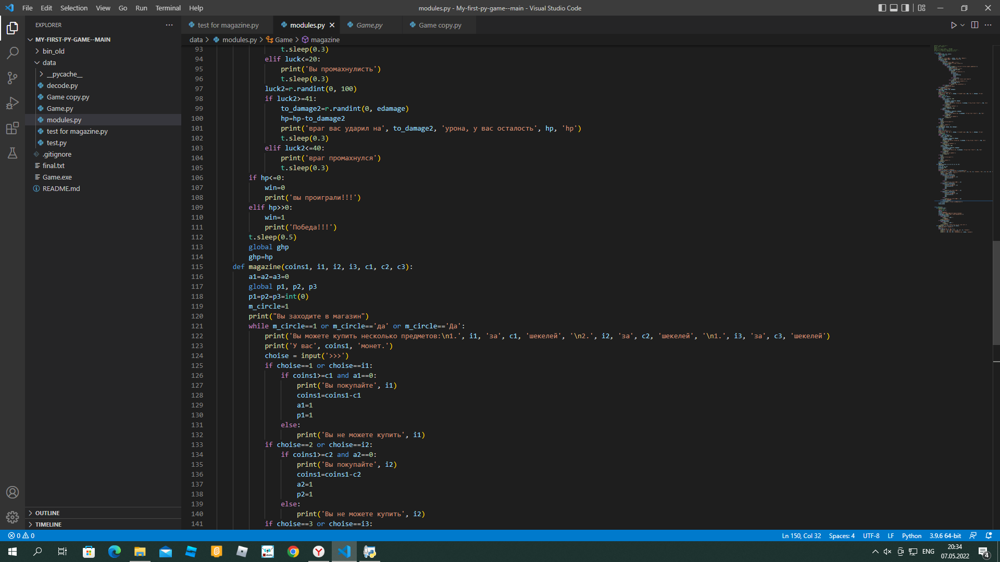 File Edit Selection View Go Run Terminal Help
modules.py - My-first-py-game--main - Visual Studio Code
EXPLORER
MY-FIRST-PY-GAME--MAIN
bin_old
data
__pycache__
decode.py
Game copy.py
Game.py
modules.py
test for magazine.py
test.py
.gitignore
final.txt
Game.exe
README.md
OUTLINE
TIMELINE
test for magazine.py modules.py Game.py Game copy.py
data > modules.py > Game > magazine
93 t.sleep(0.3)
94 elif luck<=20:
95 print('Вы промахнулисть')
96 t.sleep(0.3)
97 luck2=r.randint(0, 100)
98 if luck2>=41:
99 to_damage2=r.randint(0, edamage)
100 hp=hp-to_damage2
101 print('враг вас ударил на', to_damage2, 'урона, у вас осталость', hp, 'hp')
102 t.sleep(0.3)
103 elif luck2<=40:
104 print('враг промахнулся')
105 t.sleep(0.3)
106 if hp<=0:
107 win=0
108 print('вы проиграли!!!')
109 elif hp>>0:
110 win=1
111 print('Победа!!!')
112 t.sleep(0.5)
113 global ghp
114 ghp=hp
115 def magazine(coins1, i1, i2, i3, c1, c2, c3):
116 a1=a2=a3=0
117 global p1, p2, p3
118 p1=p2=p3=int(0)
119 m_circle=1
120 print("Вы заходите в магазин")
121 while m_circle==1 or m_circle=='да' or m_circle=='Да':
122 print('Вы можете купить несколько предметов:\n1.', i1, 'за', c1, 'шекелей', '\n2.', i2, 'за', c2, 'шекелей', '\n1.', i3, 'за', c3, 'шекелей')
123 print('У вас', coins1, 'монет.')
124 choise = input('>>>')
125 if choise==1 or choise==i1:
126 if coins1>=c1 and a1==0:
127 print('Вы покупайте', i1)
128 coins1=coins1-c1
129 a1=1
130 p1=1
131 else:
132 print('Вы не можете купить', i1)
133 if choise==2 or choise==i2:
134 if coins1>=c2 and a2==0:
135 print('Вы покупайте', i2)
136 coins1=coins1-c2
137 a2=1
138 p2=1
139 else:
140 print('Вы не можете купить', i2)
141 if choise==3 or choise==i3:
0 0
Ln 150, Col 32 Spaces: 4 UTF-8 LF Python 3.9.6 64-bit
ENG
20:34
07.05.2022
4